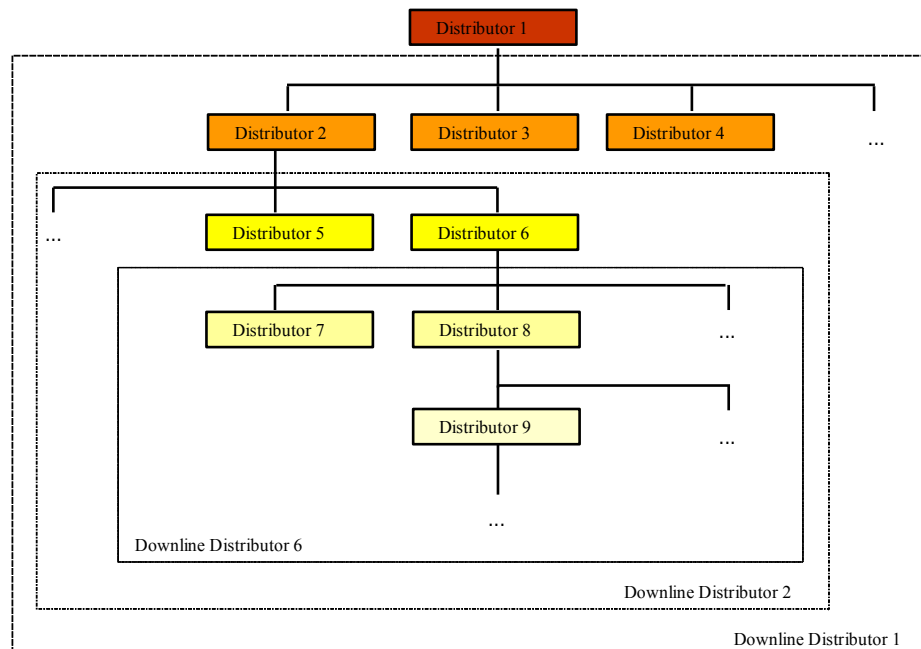 Distributor 1
Distributor 2
Distributor 3
Distributor 4
...
...
Distributor 5
Distributor 6
Distributor 7
Distributor 8
...
Distributor 9
...
...
Downline Distributor 6
Downline Distributor 2
Downline Distributor 1